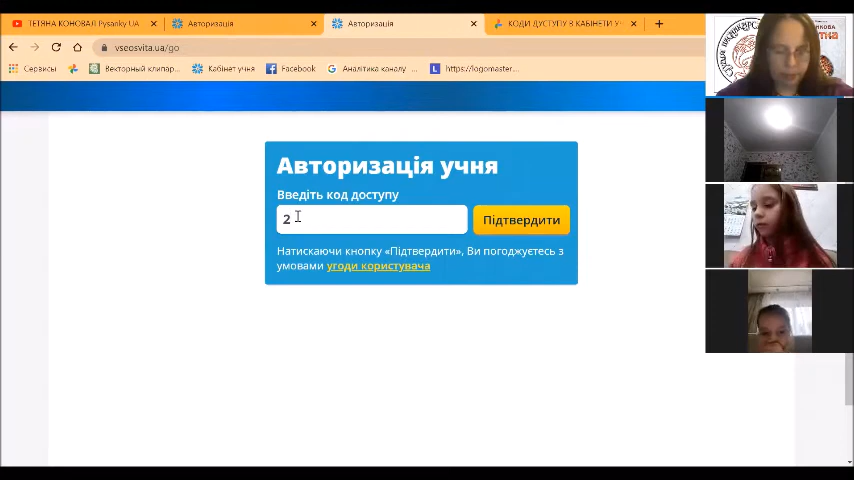 ТЕТЯНА КОНОВАЛ Pysanky UA
Авторизація
Авторизація
КОДИ ДУСТУПУ В КАБІНЕТИ У
vseosvita.ua/go
Сервисы
Векторный клипар...
Кабінет учня
Facebook
Аналітика каналу ...
https://logomaster...
Авторизація учня
Введіть код доступу
2
Підтвердити
Натискаючи кнопку «Підтвердити», Ви погоджуєтесь з
умовами угоди користувача